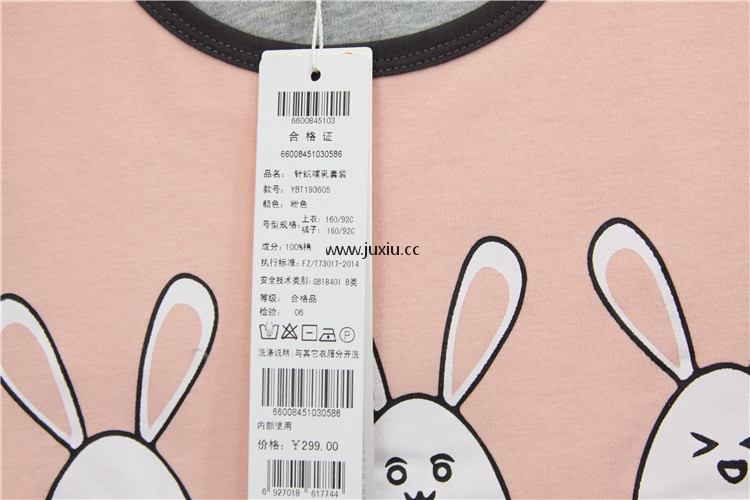 6600845103
合格证
66008451030586
品名: 针织哺乳套装
款号: YBT193605
颜色: 粉色
号型规格: 上衣: 160/92C
裤子: 160/92C
成分: 100%棉
www.juxiu.cc
执行标准: FZ/T73017-2014
安全技术类别: GB18401 B类
等级: 合格品
检验: 06
洗涤说明:与其它衣服分开洗
66008451030586
内部使用
价格: ¥299.00
6 927018 617744